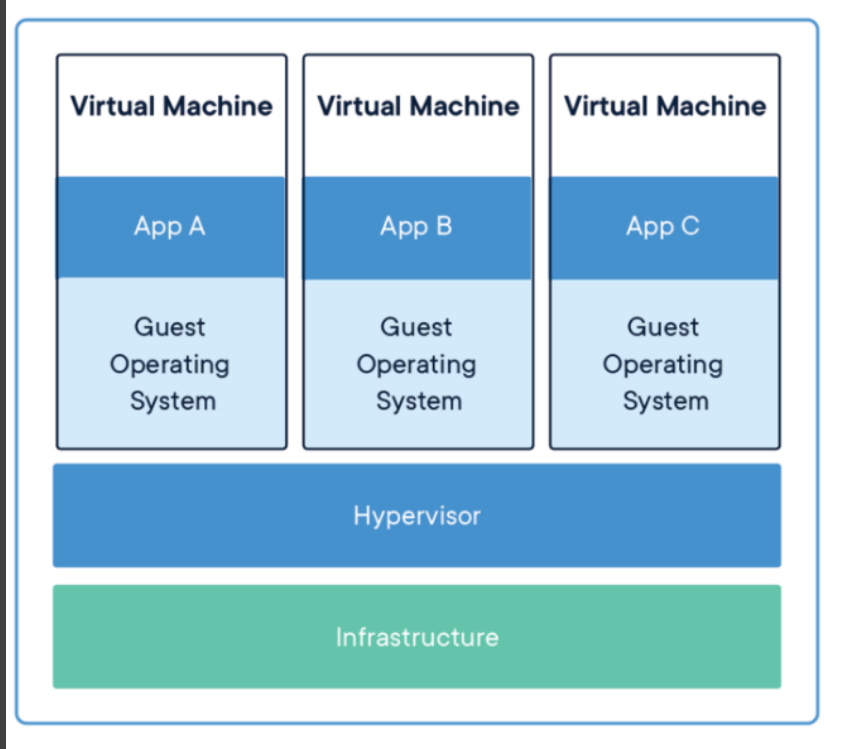 Virtual Machine
App A
Guest
Operating
System
Virtual Machine
App B
Guest
Operating
System
Virtual Machine
App C
Guest
Operating
System
Hypervisor
Infrastructure